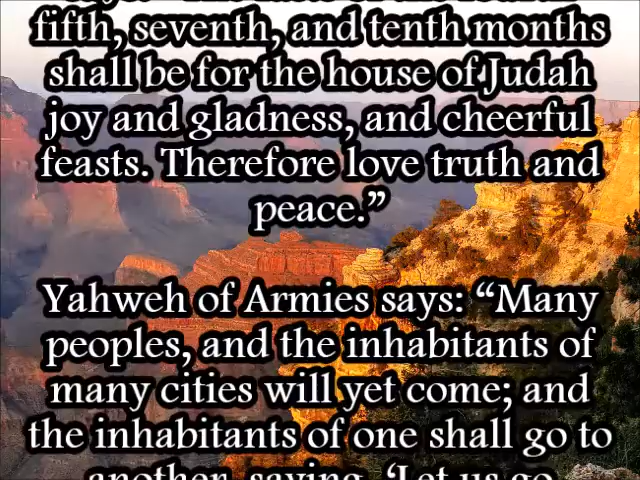 fifth, seventh, and tenth months
shall be for the house of Judah
joy and gladness, and cheerful
feasts. Therefore love truth and
peace.”
Yahweh of Armies says: “Many
peoples, and the inhabitants of
many cities will yet come; and
the inhabitants of one shall go to
another, saying, ‘Let us go